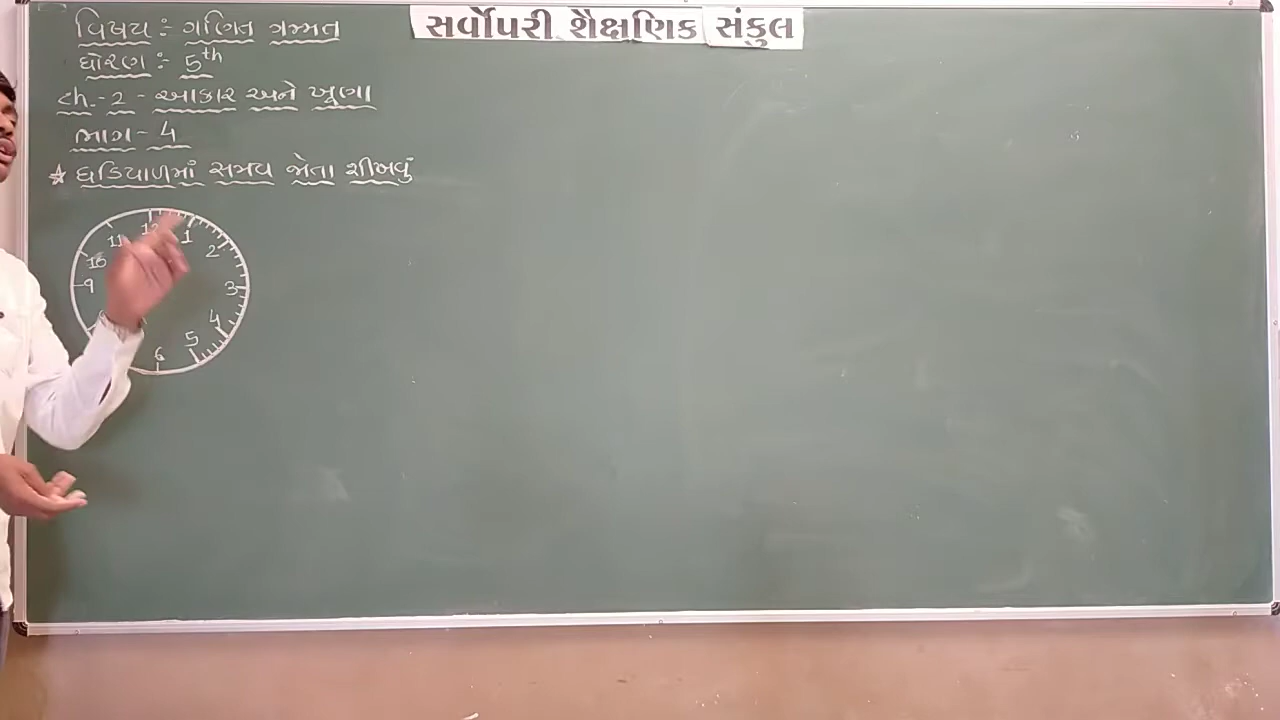 સર્વોપરી શૈક્ષણિક સંકુલ
વિષય :- ગણિત ગમ્મત
ધોરણ :- 5th
ch.-2 - આકાર અને ખૂણા
ભાગ - 4
☆ ઘડિયાળમાં સમય જોતા શીખવું
12
11 1
10 2
9 3
4
5
6